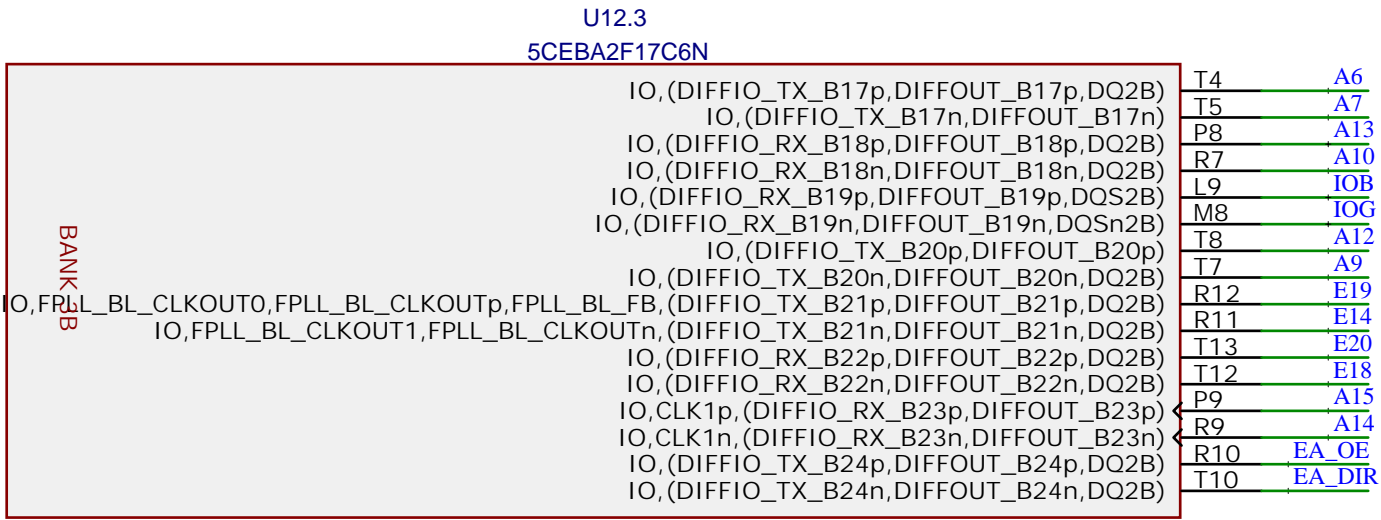 U12.3
5CEBA2F17C6N
IO,(DIFFIO_TX_B17p,DIFFOUT_B17p,DQ2B) T4 A6
IO,(DIFFIO_TX_B17n,DIFFOUT_B17n) T5 A7
IO,(DIFFIO_RX_B18p,DIFFOUT_B18p,DQ2B) P8 A13
IO,(DIFFIO_RX_B18n,DIFFOUT_B18n,DQ2B) R7 A10
IO,(DIFFIO_RX_B19p,DIFFOUT_B19p,DQS2B) L9 IOB
IO,(DIFFIO_RX_B19n,DIFFOUT_B19n,DQSn2B) M8 IOG
IO,(DIFFIO_TX_B20p,DIFFOUT_B20p) T8 A12
IO,(DIFFIO_TX_B20n,DIFFOUT_B20n,DQ2B) T7 A9
IO,FPLL_BL_CLKOUT0,FPLL_BL_CLKOUTp,FPLL_BL_FB,(DIFFIO_TX_B21p,DIFFOUT_B21p,DQ2B) R12 E19
IO,FPLL_BL_CLKOUT1,FPLL_BL_CLKOUTn,(DIFFIO_TX_B21n,DIFFOUT_B21n,DQ2B) R11 E14
IO,(DIFFIO_RX_B22p,DIFFOUT_B22p,DQ2B) T13 E20
IO,(DIFFIO_RX_B22n,DIFFOUT_B22n,DQ2B) T12 E18
IO,CLK1p,(DIFFIO_RX_B23p,DIFFOUT_B23p) P9 A15
IO,CLK1n,(DIFFIO_RX_B23n,DIFFOUT_B23n) R9 A14
IO,(DIFFIO_TX_B24p,DIFFOUT_B24p,DQ2B) R10 EA_OE
IO,(DIFFIO_TX_B24n,DIFFOUT_B24n,DQ2B) T10 EA_DIR
BANK 3B